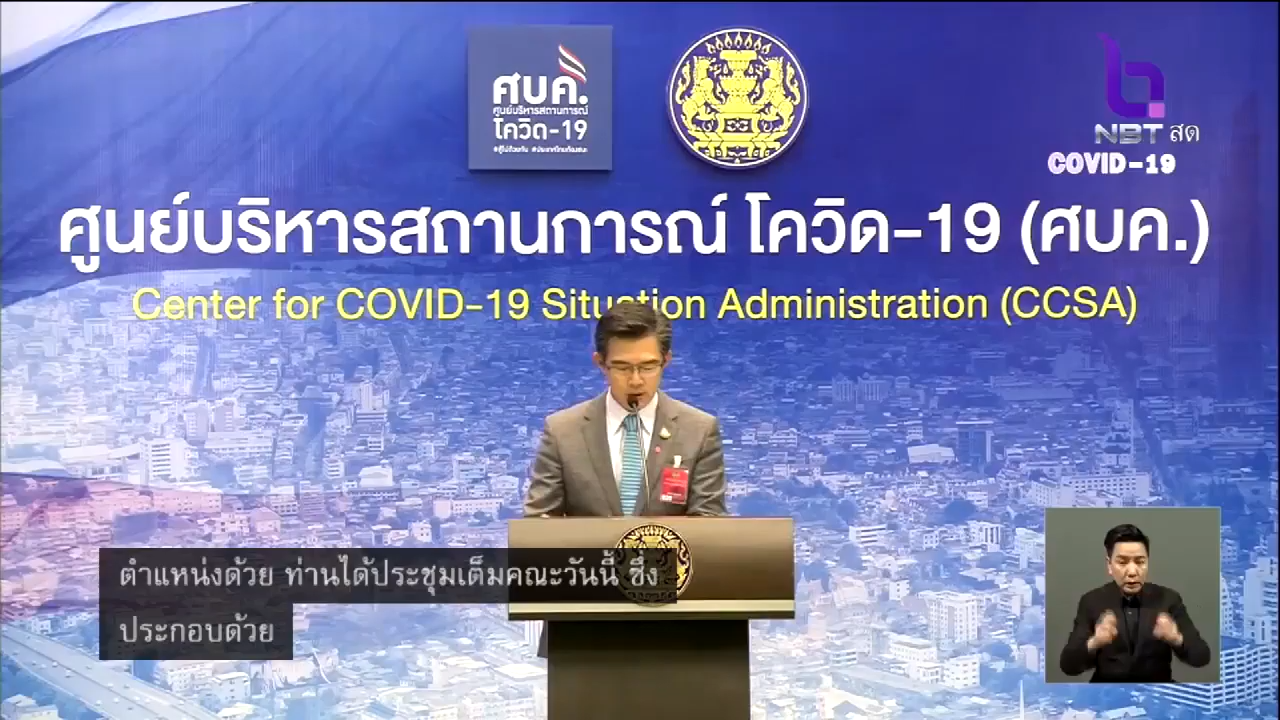 ศบค.
ศูนย์บริหารสถานการณ์
โควิด-19
NBT สด
COVID-19
ศูนย์บริหารสถานการณ์ โควิด-19 (ศบค.)
Center for COVID-19 Situation Administration (CCSA)
ตำแหน่งด้วย ท่านได้ประชุมเต็มคณะวันนี้ ซึ่ง
ประกอบด้วย